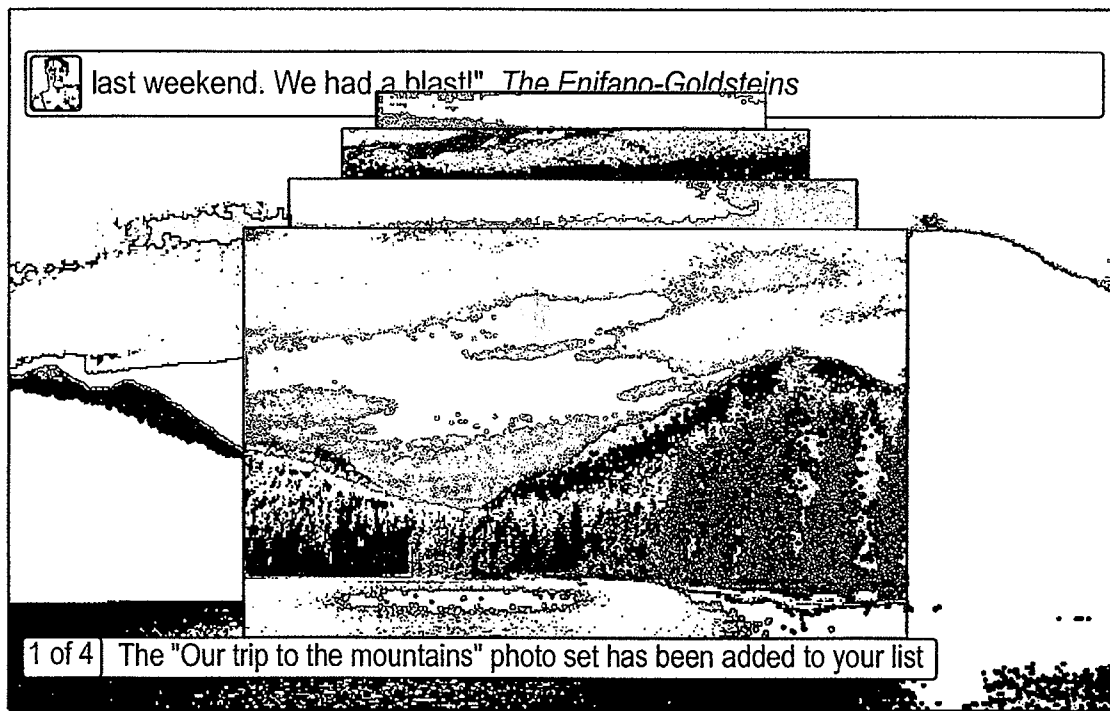 last weekend. We had a blast!" The Enifano-Goldsteins
1 of 4 The "Our trip to the mountains" photo set has been added to your list